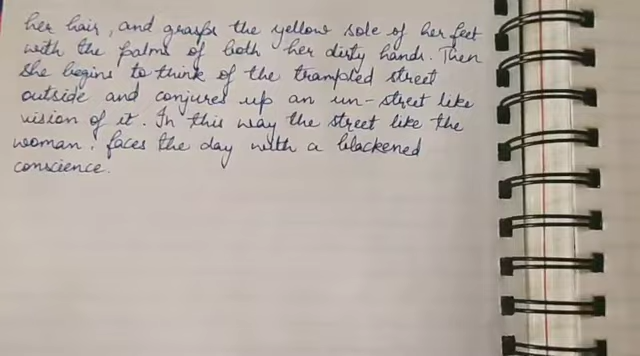 her hair, and grasps the yellow sole of her feet
with the palms of both her dirty hands. Then
she begins to think of the trampled street
outside and conjures up an un-street like
vision of it. In this way the street like the
woman, faces the day with a blackened
conscience.